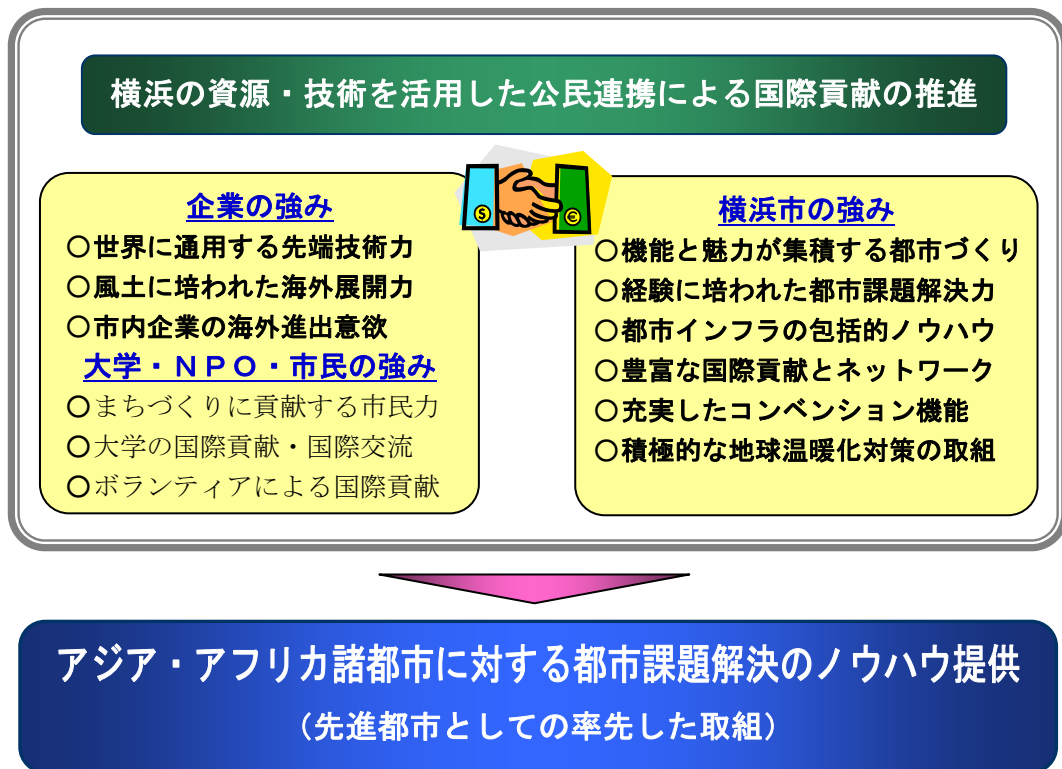 横浜の資源・技術を活用した公民連携による国際貢献の推進
企業の強み
○世界に通用する先端技術力
○風土に培われた海外展開力
○市内企業の海外進出意欲
大学・ＮＰＯ・市民の強み
○まちづくりに貢献する市民力
○大学の国際貢献・国際交流
○ボランティアによる国際貢献
$
€
横浜市の強み
○機能と魅力が集積する都市づくり
○経験に培われた都市課題解決力
○都市インフラの包括的ノウハウ
○豊富な国際貢献とネットワーク
○充実したコンベンション機能
○積極的な地球温暖化対策の取組
アジア・アフリカ諸都市に対する都市課題解決のノウハウ提供
（先進都市としての率先した取組）